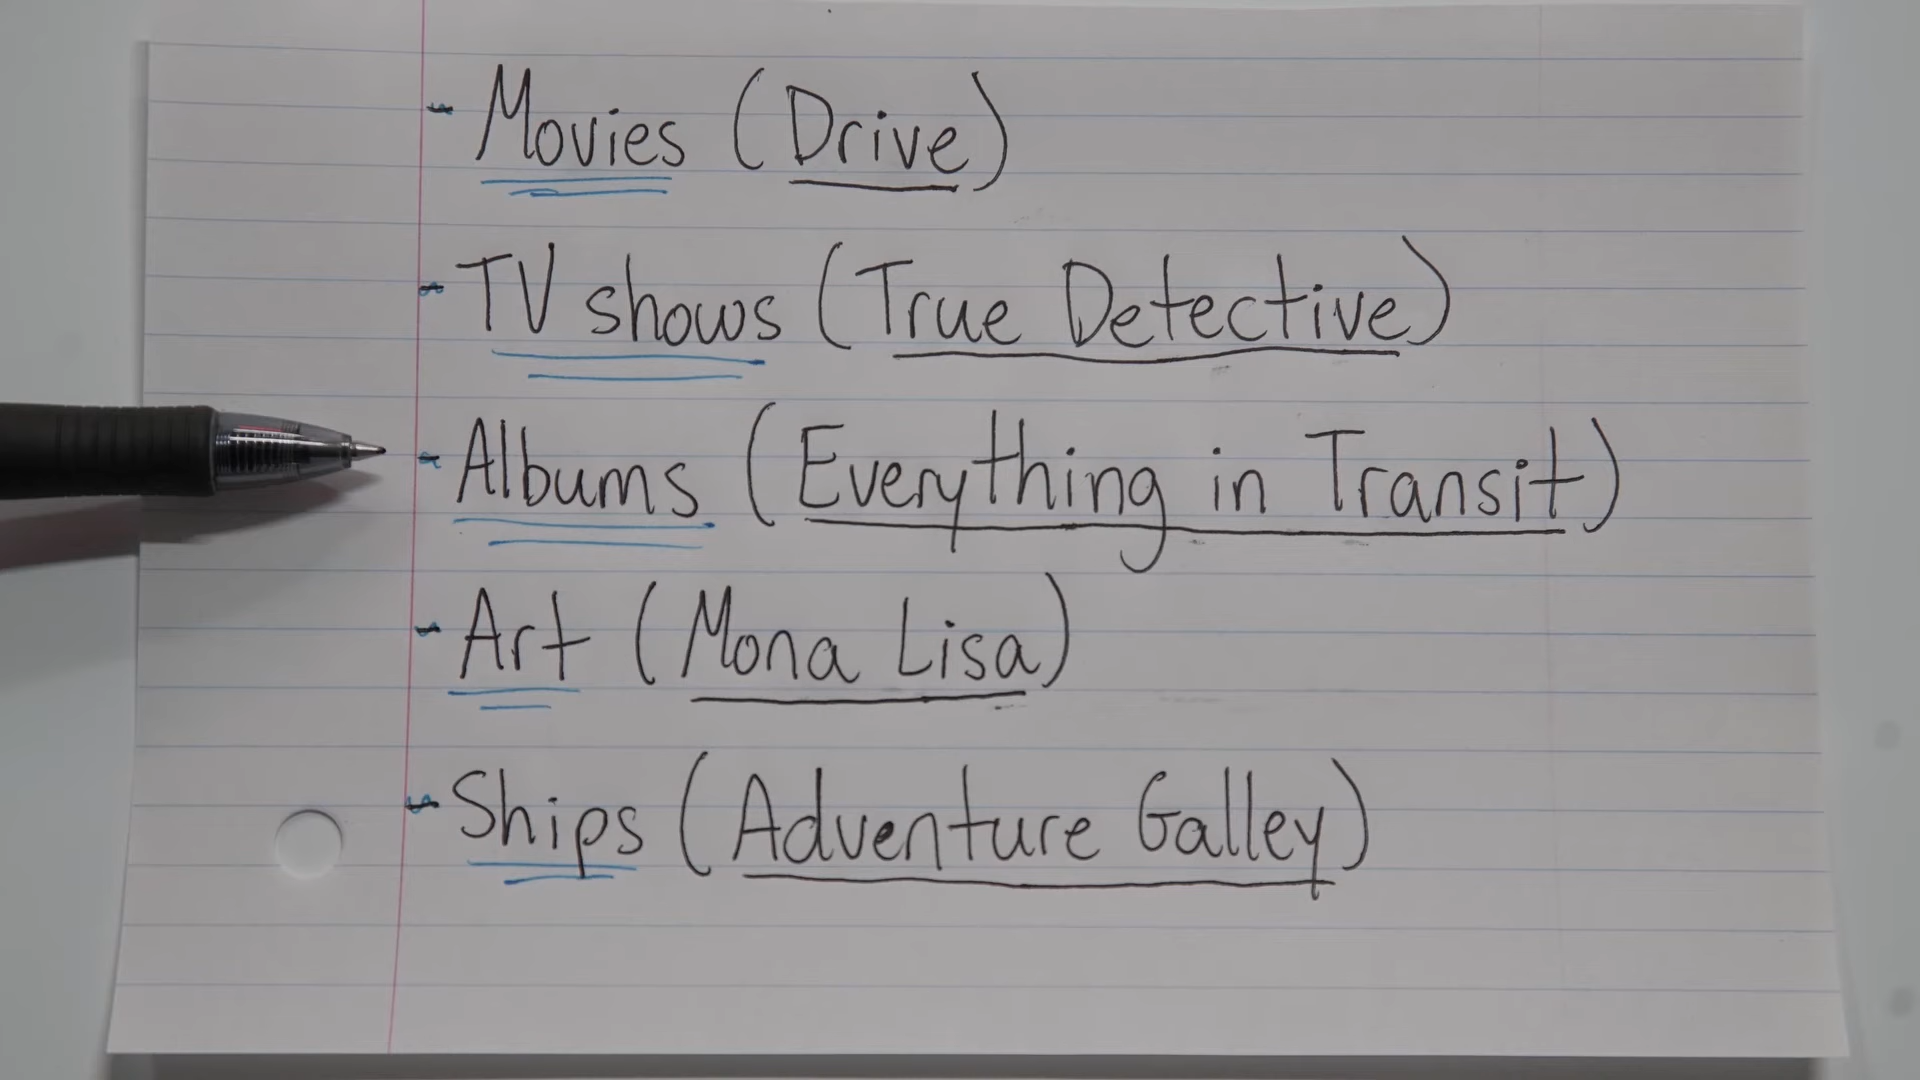 - Movies (Drive)
- TV shows (True Detective)
- Albums (Everything in Transit)
- Art (Mona Lisa)
- Ships (Adventure Galley)